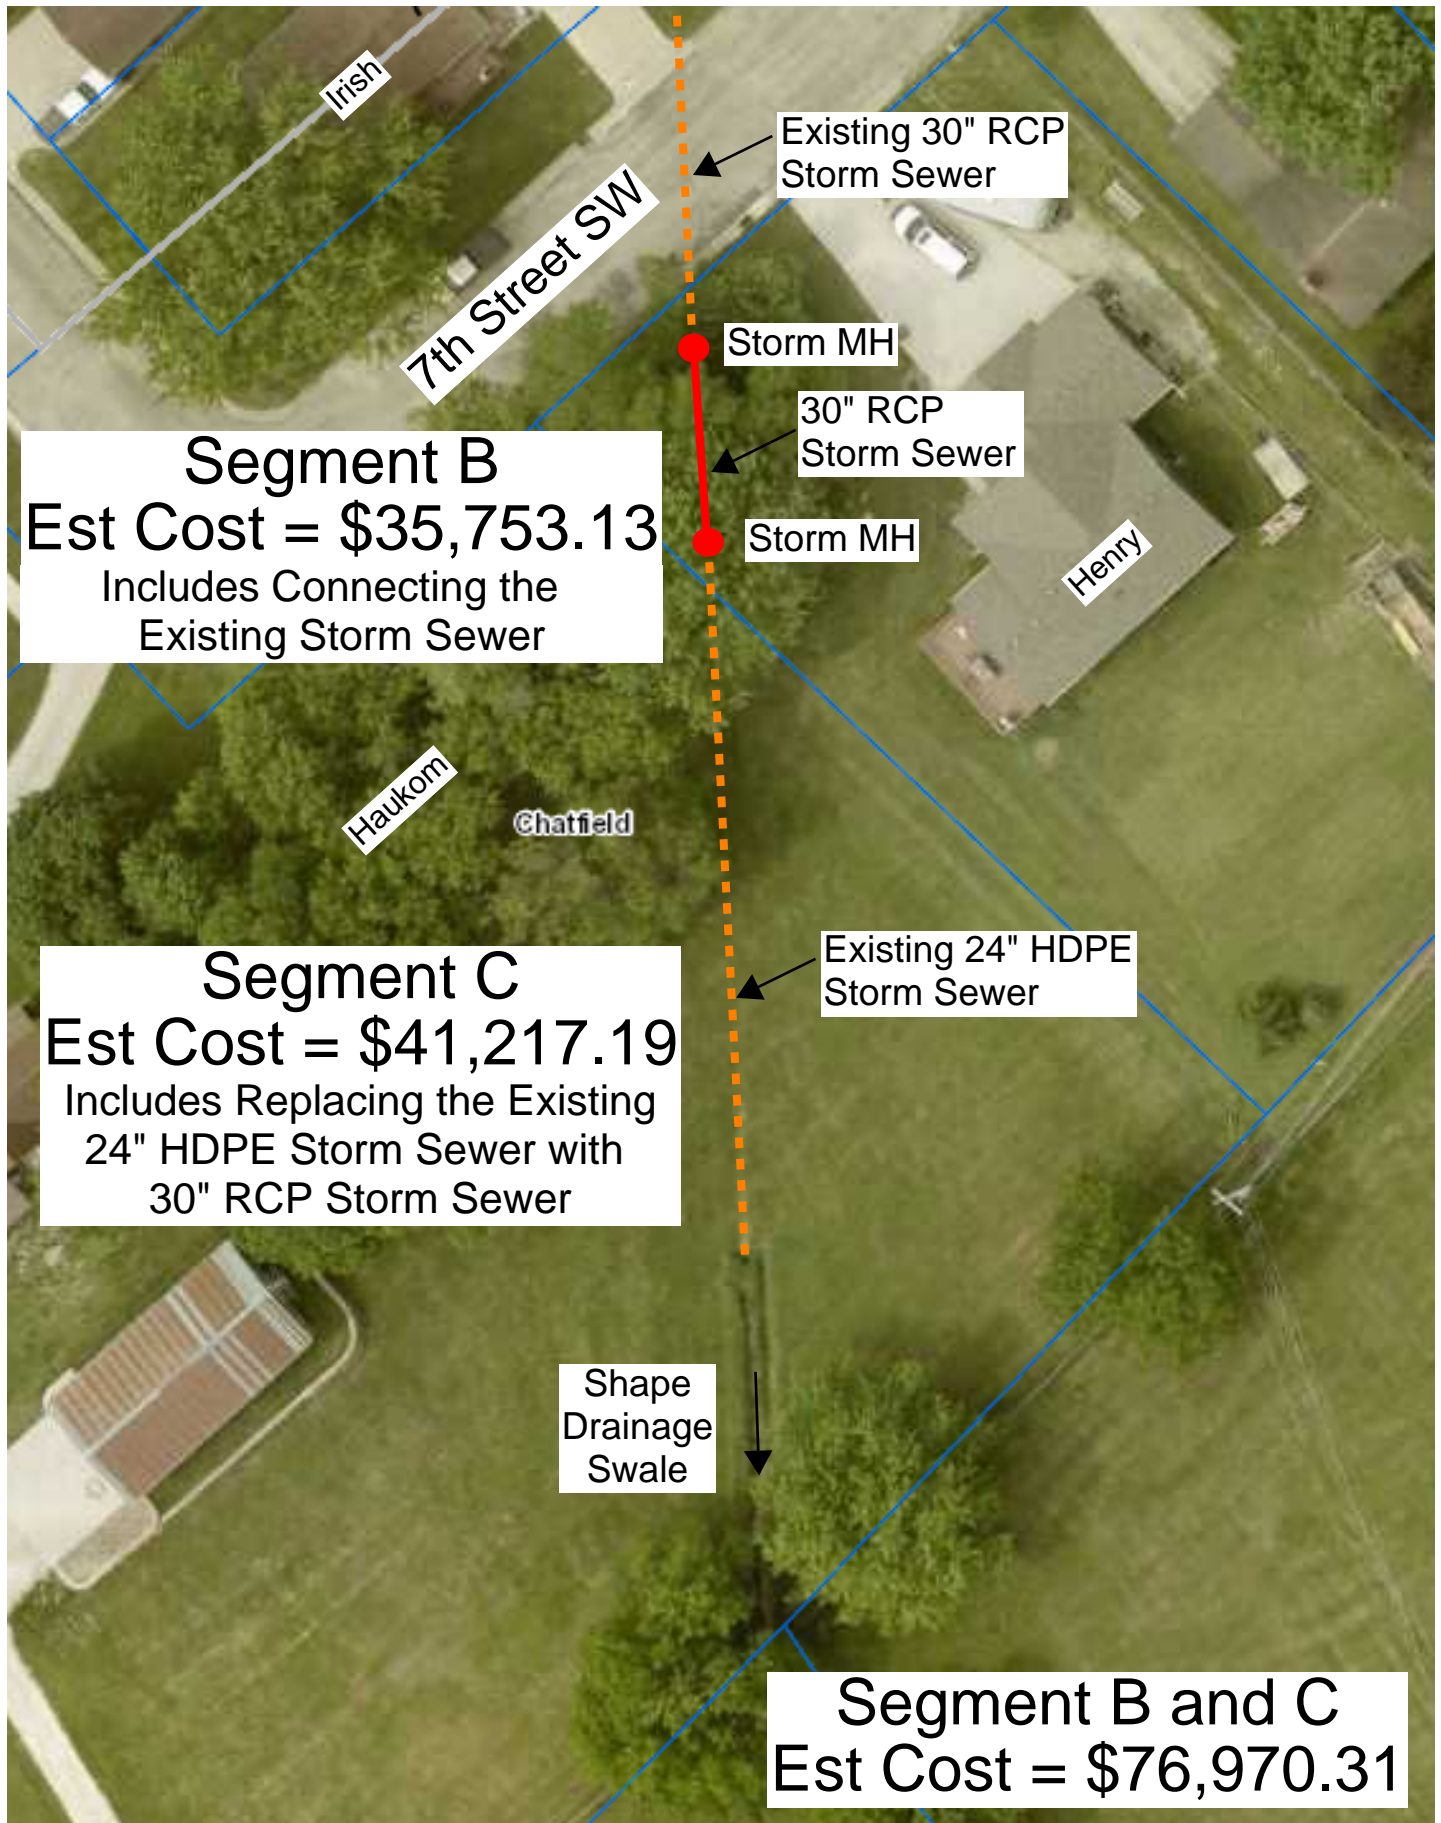 Irish
Existing 30" RCP
Storm Sewer
7th Street SW
Storm MH
30" RCP
Storm Sewer
Segment B
Est Cost = $35,753.13
Includes Connecting the
Existing Storm Sewer
Storm MH
Henry
Haukom
Chatfield
Existing 24" HDPE
Storm Sewer
Segment C
Est Cost = $41,217.19
Includes Replacing the Existing
24" HDPE Storm Sewer with
30" RCP Storm Sewer
Shape
Drainage
Swale
Segment B and C
Est Cost = $76,970.31